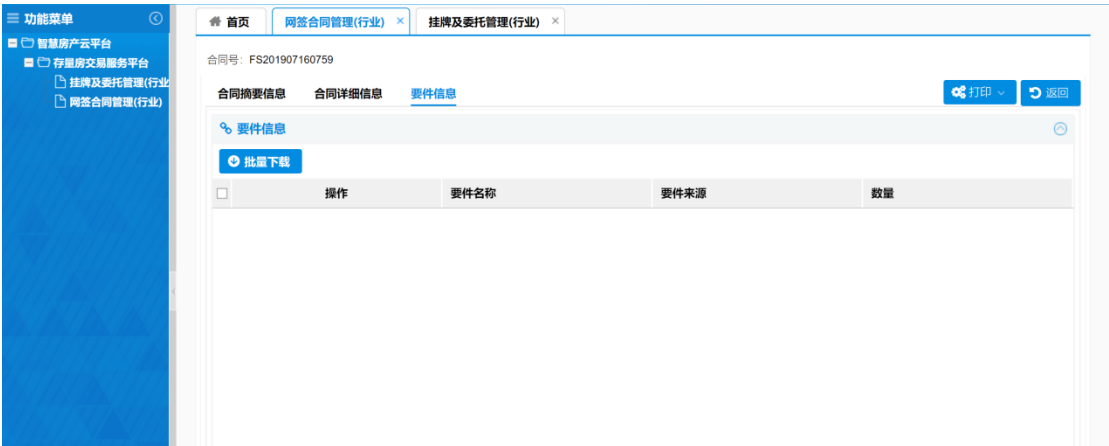 功能菜单
智慧房产云平台
存量房交易服务平台
挂牌及委托管理(行业
网签合同管理(行业)
首页
网签合同管理(行业) ×
挂牌及委托管理(行业) ×
合同号: FS201907160759
合同摘要信息 合同详细信息 要件信息
打印 返回
要件信息
批量下载
操作 要件名称 要件来源 数量